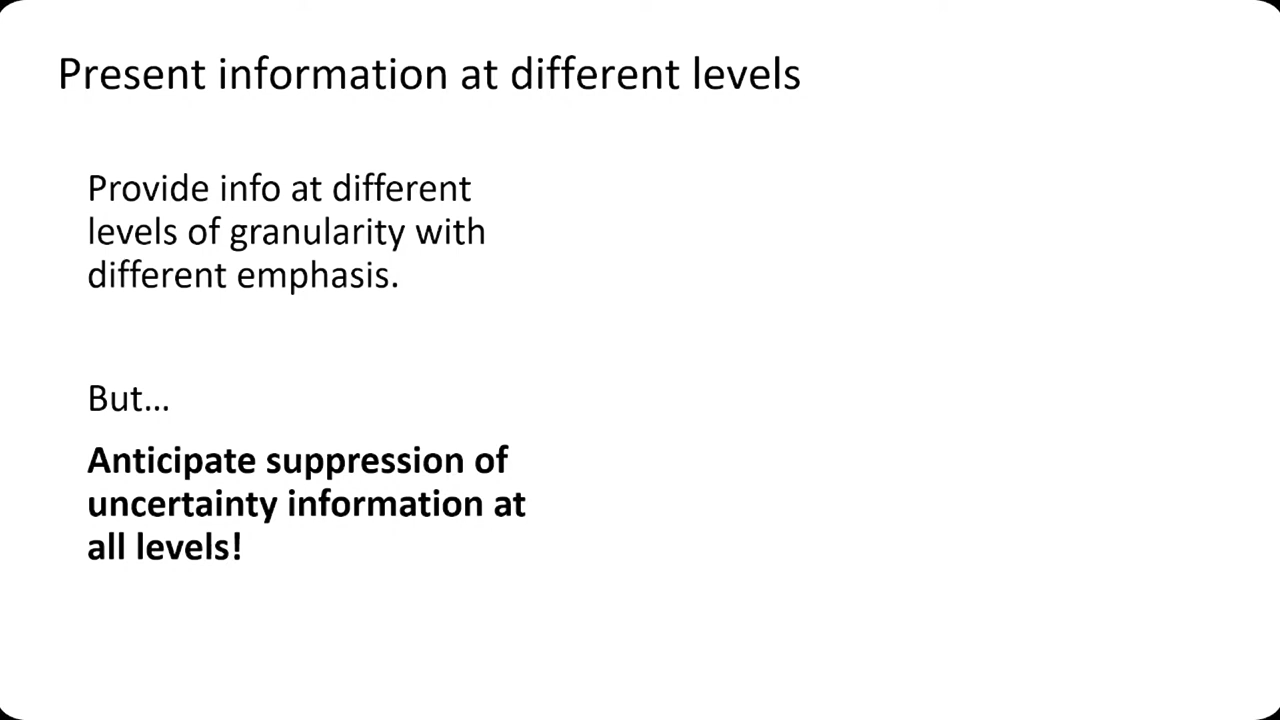 Present information at different levels
Provide info at different
levels of granularity with
different emphasis.
But…
Anticipate suppression of
uncertainty information at
all levels!